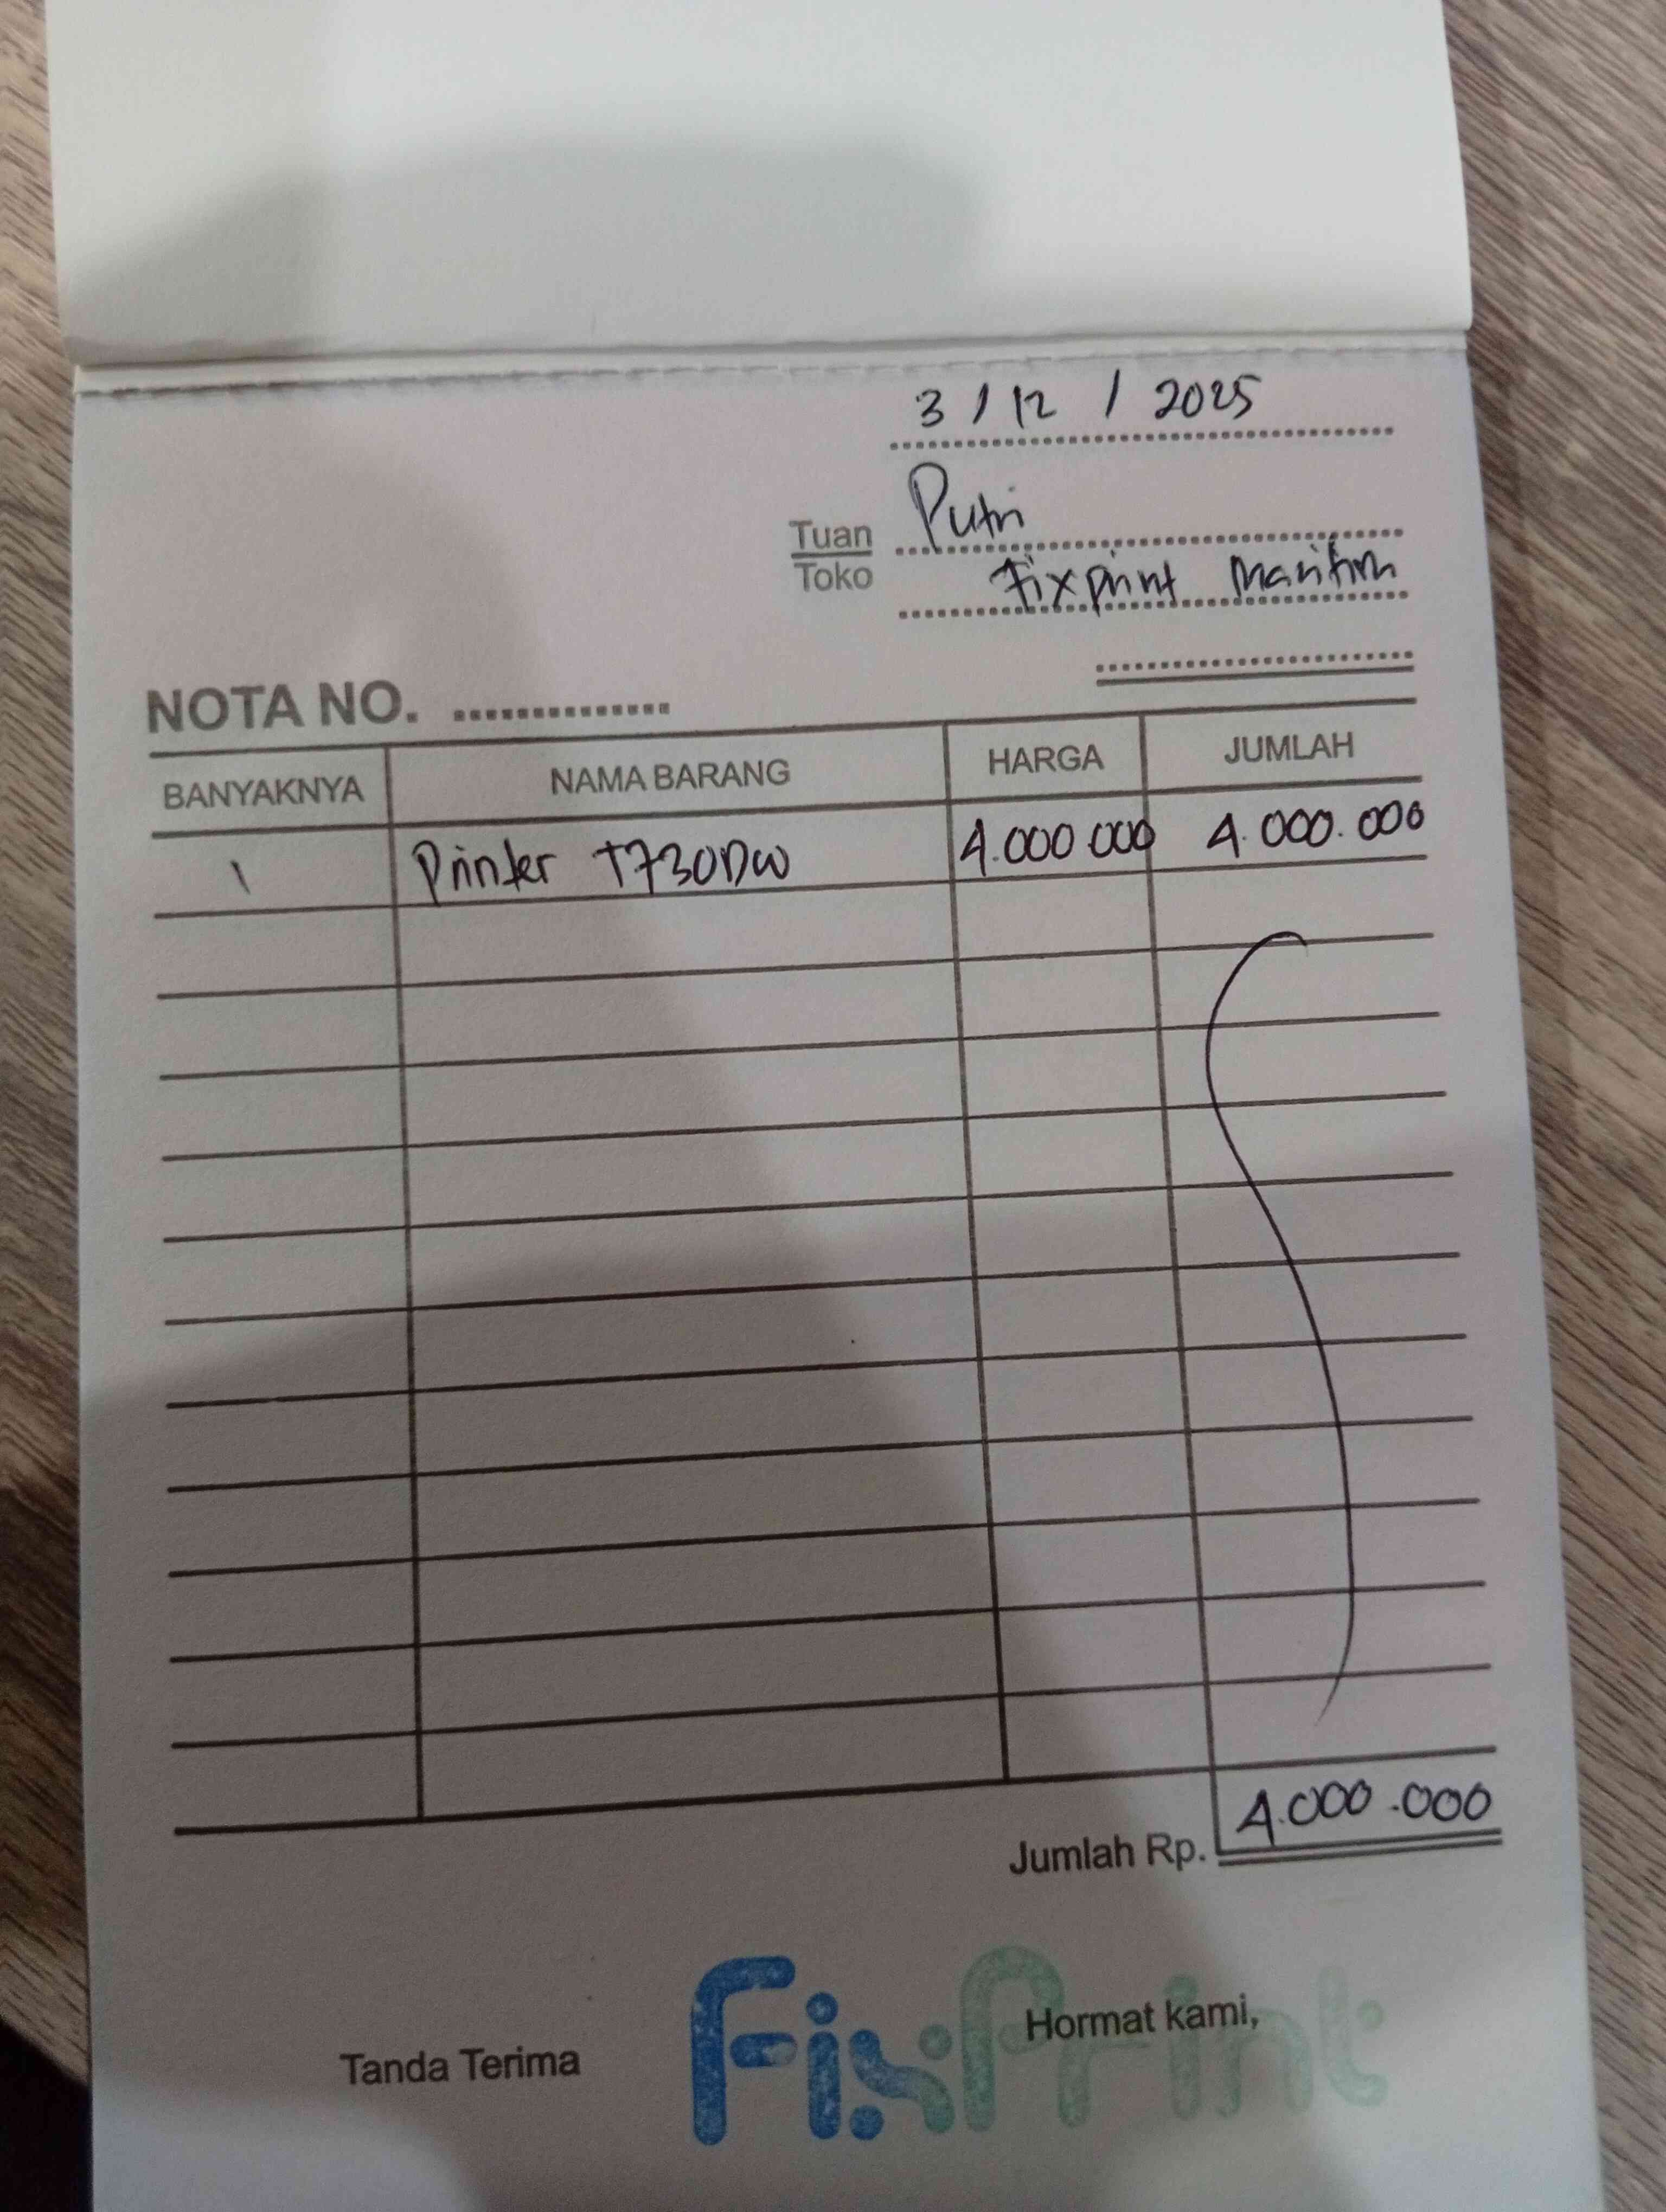 3 / 12 / 2025
Tuan Putri
Toko Fixprint Maritim
NOTA NO. ..............
BANYAKNYA NAMA BARANG HARGA JUMLAH
1 Printer T730DW 4.000.000 4.000.000
Jumlah Rp. 4.000.000
Tanda Terima Hormat kami,
FixPrint